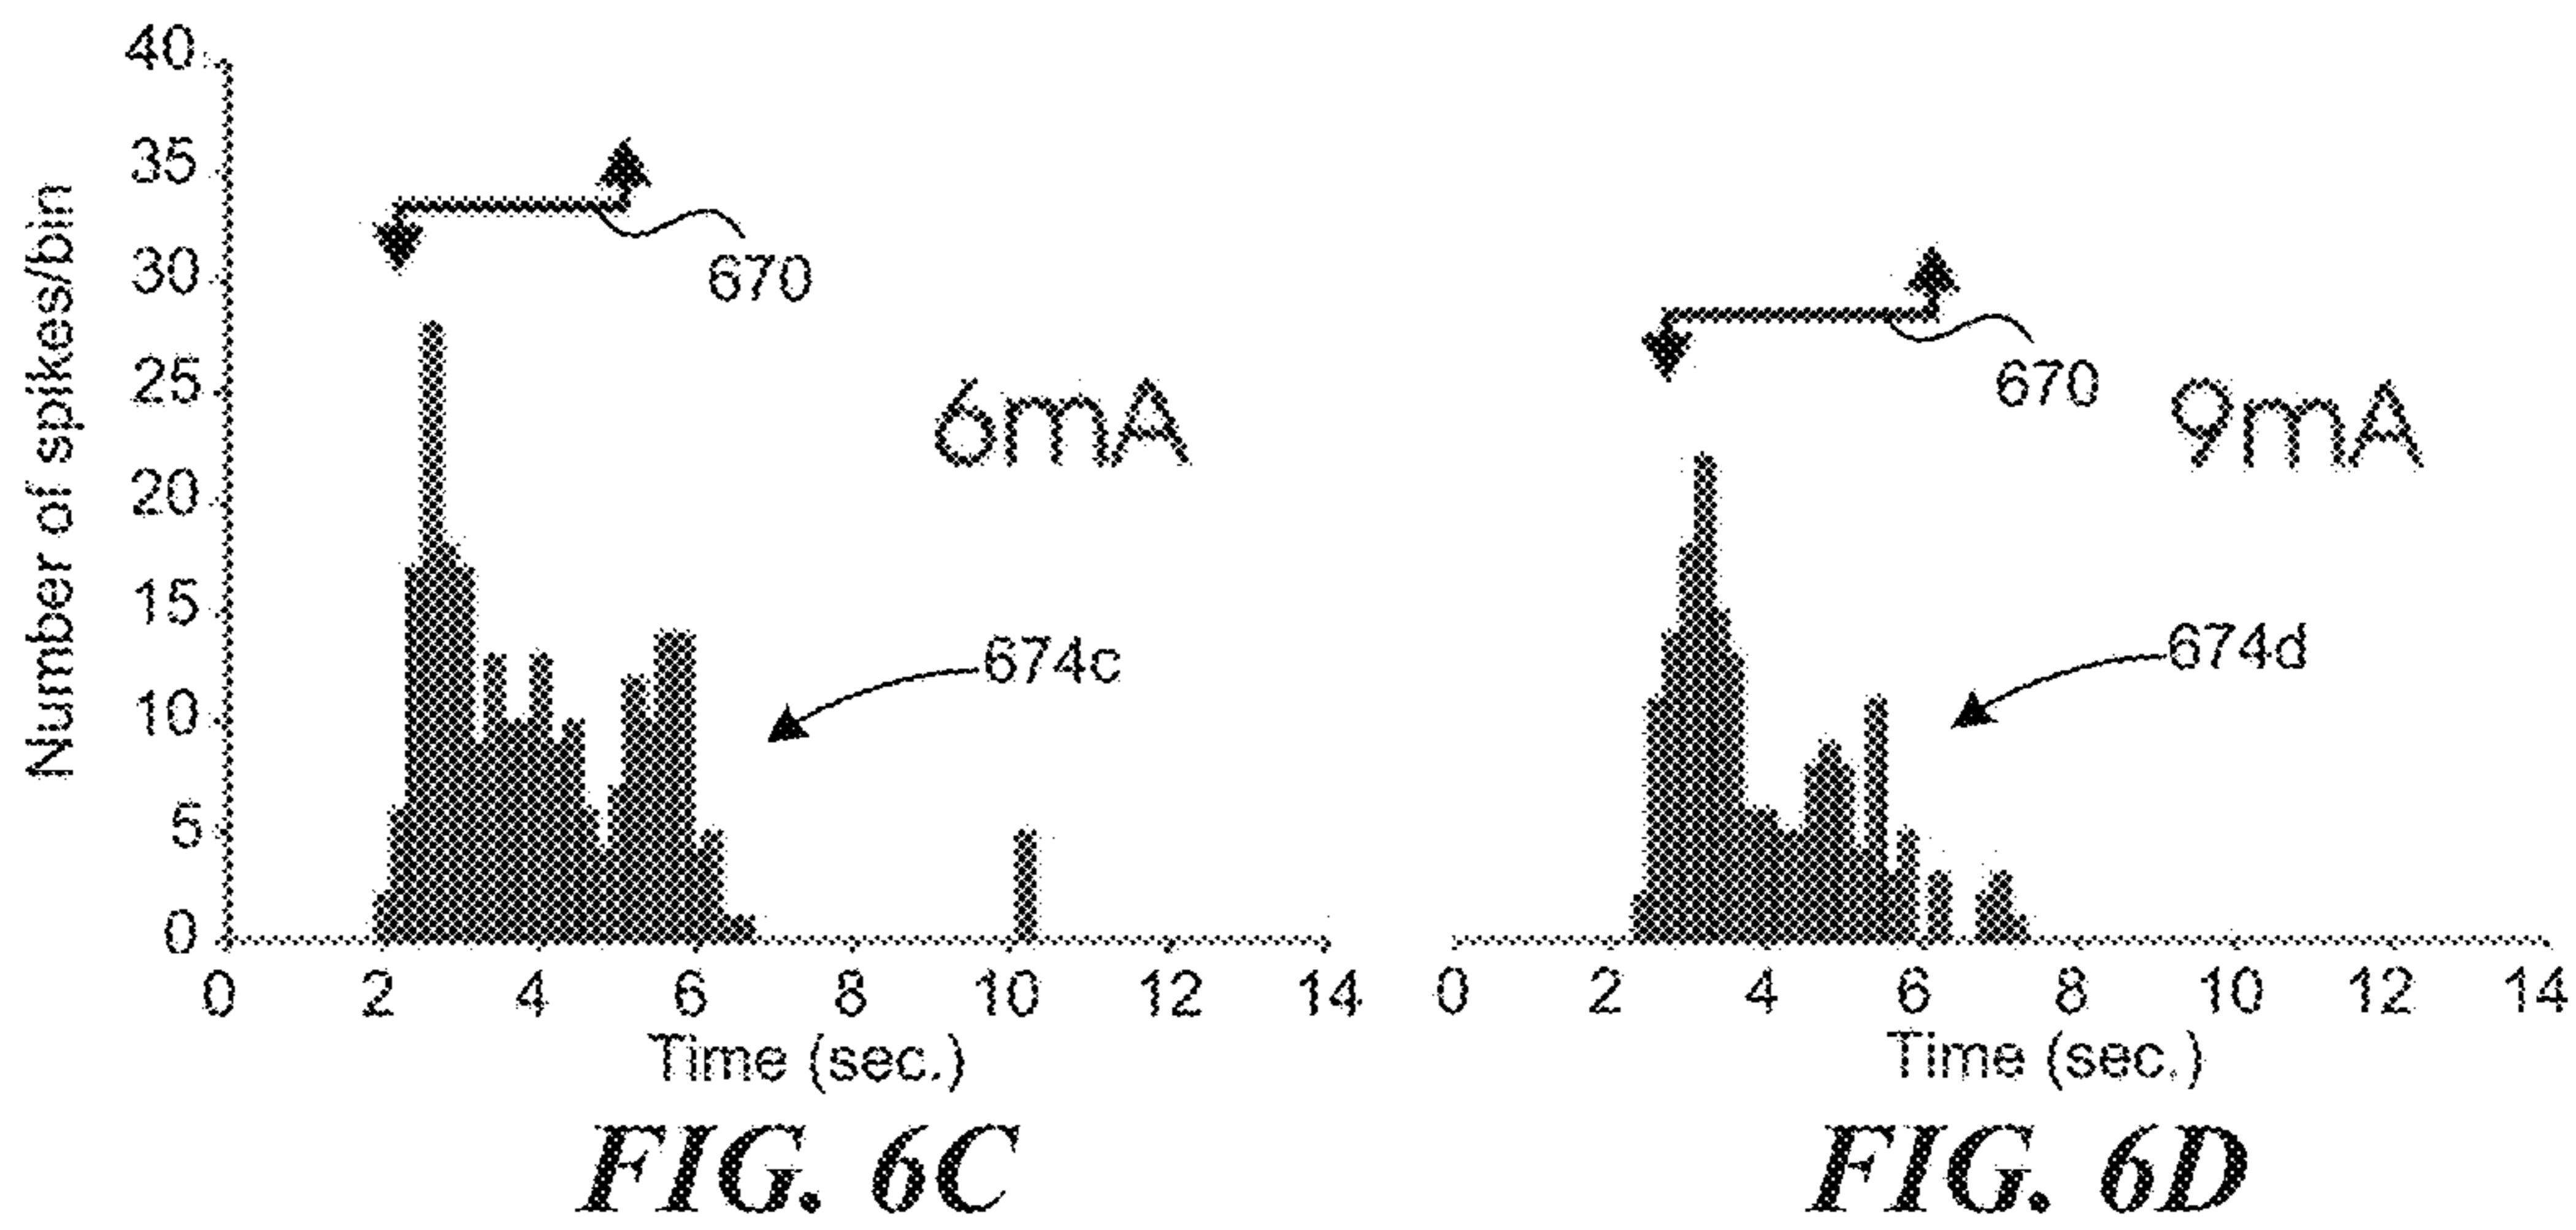 Number of spikes/bin
40
35
30
25
20
15
10
5
0
670
6mA
674c
0 2 4 6 8 10 12 14
Time (sec.)
FIG. 6C
670
9mA
674d
0 2 4 6 8 10 12 14
Time (sec.)
FIG. 6D